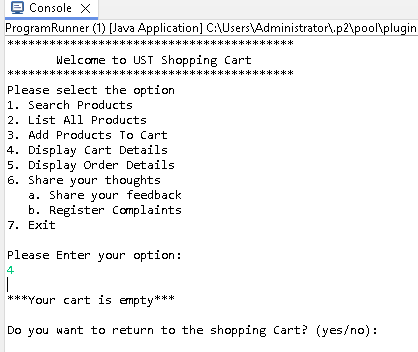 Console
ProgramRunner (1) [Java Application] C:\Users\Administrator\.p2\pool\plugin
***************************************
Welcome to UST Shopping Cart
***************************************
Please select the option
1. Search Products
2. List All Products
3. Add Products To Cart
4. Display Cart Details
5. Display Order Details
6. Share your thoughts
a. Share your feedback
b. Register Complaints
7. Exit
Please Enter your option:
4
***Your cart is empty***
Do you want to return to the shopping Cart? (yes/no):